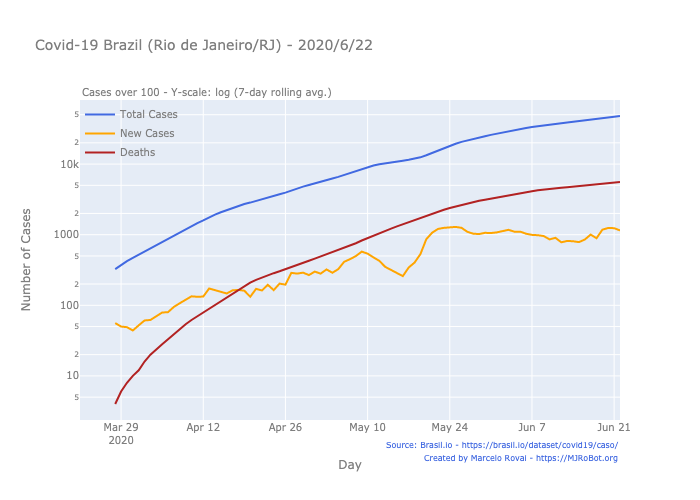 Covid-19 Brazil (Rio de Janeiro/RJ) - 2020/6/22
Cases over 100 - Y-scale: log (7-day rolling avg.)
Total Cases
New Cases
Deaths
5
2
10k
5
2
1000
5
2
100
5
2
10
5
Number of Cases
Mar 29
2020
Apr 12
Apr 26
May 10
May 24
Jun 7
Jun 21
Day
Source: Brasil.io - https://brasil.io/dataset/covid19/caso/
Created by Marcelo Rovai - https://MJRoBot.org